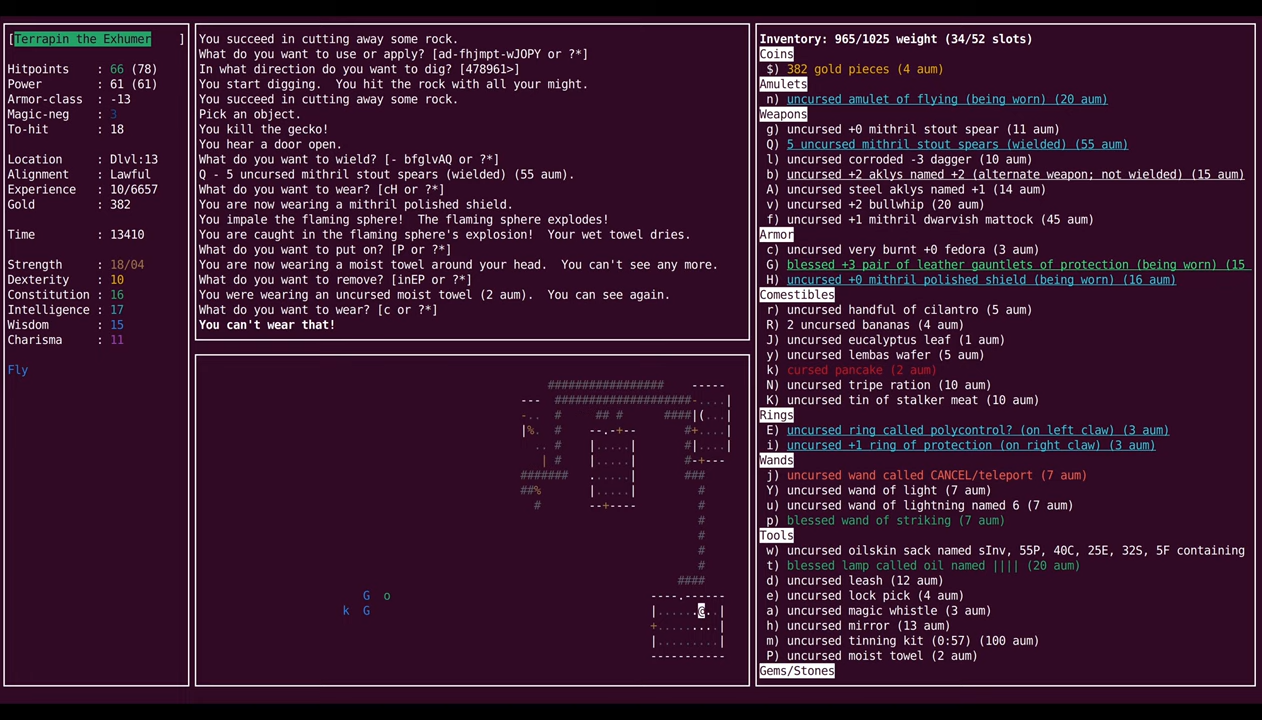 [Terrapin the Exhumer ]
Hitpoints : 66 (78)
Power : 61 (61)
Armor-class : -13
Magic-neg : 3
To-hit : 18
Location : Dlvl:13
Alignment : Lawful
Experience : 10/6657
Gold : 382
Time : 13410
Strength : 18/04
Dexterity : 10
Constitution : 16
Intelligence : 17
Wisdom : 15
Charisma : 11
Fly
You succeed in cutting some rock.
What do you want to use or apply? [ad-fhjmpt-wJOPY or ?*]
In what direction do you want to dig? [478961>]
You start digging.  You hit the rock with all your might.
You succeed in cutting away some rock.
Pick an object.
You kill the gecko!
You hear a door open.
What do you want to wield? [- bfglvAQ or ?*]
Q - 5 uncursed mithril stout spears (wielded) (55 aum).
What do you want to wear? [cH or ?*]
You are now wearing a mithril polished shield.
You impale the flaming sphere!  The flaming sphere explodes!
You are caught in the flaming sphere's explosion!  Your wet towel dries.
What do you want to put on? [P or ?*]
You are now wearing a moist towel around your head.  You can't see any more.
What do you want to remove? [inEP or ?*]
You were wearing an uncursed moist towel (2 aum).  You can see again.
What do you want to wear? [c or ?*]
You can't wear that!
################# -----
--- ####################-....|
-.. # ## # ####|(...|
|%. # --.-+-- #+....|
.. # |.....| #|....|
| # |.....| #-+---
####### ......| ###
##% |.....| #
# --+---- #
#
#
#
#
####
G o ----.------
k G |......@..|
+........|
|.........|
-----------
Inventory: 965/1025 weight (34/52 slots)
Coins
$) 382 gold pieces (4 aum)
Amulets
n) uncursed amulet of flying (being worn) (20 aum)
Weapons
g) uncursed +0 mithril stout spear (11 aum)
Q) 5 uncursed mithril stout spears (wielded) (55 aum)
l) uncursed corroded -3 dagger (10 aum)
b) uncursed +2 aklys named +2 (alternate weapon; not wielded) (15 aum)
A) uncursed steel aklys named +1 (14 aum)
v) uncursed +2 bullwhip (20 aum)
f) uncursed +1 mithril dwarvish mattock (45 aum)
Armor
c) uncursed very burnt +0 fedora (3 aum)
G) blessed +3 pair of leather gauntlets of protection (being worn) (15
H) uncursed +0 mithril polished shield (being worn) (16 aum)
Comestibles
r) uncursed handful of cilantro (5 aum)
R) 2 uncursed bananas (4 aum)
J) uncursed eucalyptus leaf (1 aum)
y) uncursed lembas wafer (5 aum)
k) cursed pancake (2 aum)
N) uncursed tripe ration (10 aum)
K) uncursed tin of stalker meat (10 aum)
Rings
E) uncursed ring called polycontrol? (on left claw) (3 aum)
i) uncursed +1 ring of protection (on right claw) (3 aum)
Wands
j) uncursed wand called CANCEL/teleport (7 aum)
Y) uncursed wand of light (7 aum)
u) uncursed wand of lightning named 6 (7 aum)
p) blessed wand of striking (7 aum)
Tools
w) uncursed oilskin sack named sInv, 55P, 40C, 25E, 32S, 5F containing
t) blessed lamp called oil named |||| (20 aum)
d) uncursed leash (12 aum)
e) uncursed lock pick (4 aum)
a) uncursed magic whistle (3 aum)
h) uncursed mirror (13 aum)
m) uncursed tinning kit (0:57) (100 aum)
P) uncursed moist towel (2 aum)
Gems/Stones